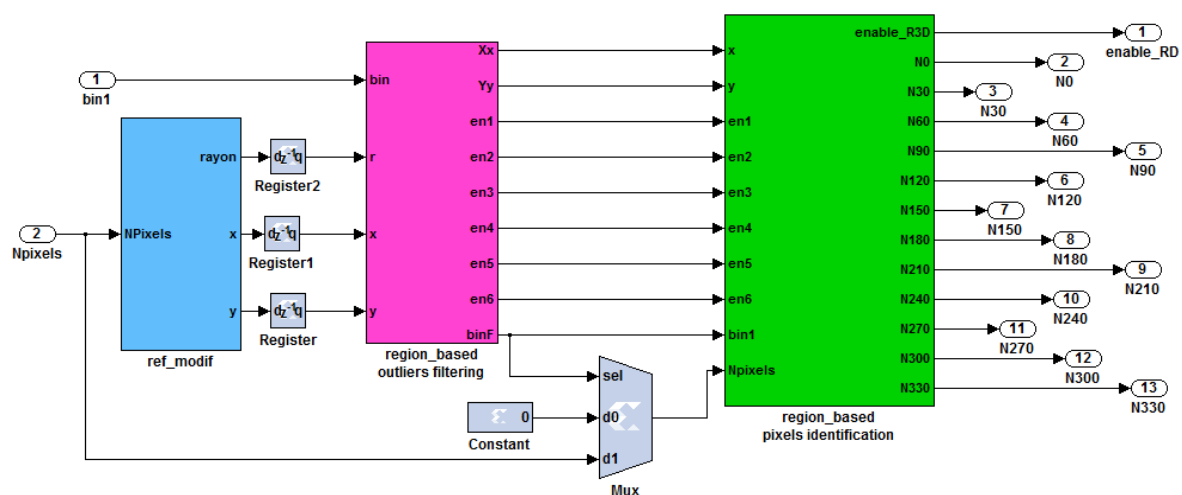 1
bin1
2
Npixels
NPixels
rayon
x
y
ref_modif
d z⁻¹ q
Register2
d z⁻¹ q
Register1
d z⁻¹ q
Register
bin
r
x
y
Xx
Yy
en1
en2
en3
en4
en5
en6
binF
region_based
outliers filtering
0
Constant
sel
d0
d1
Mux
x
y
en1
en2
en3
en4
en5
en6
bin1
Npixels
enable_R3D
N0
N30
N60
N90
N120
N150
N180
N210
N240
N270
N300
N330
region_based
pixels identification
1
enable_RD
2
N0
3
N30
4
N60
5
N90
6
N120
7
N150
8
N180
9
N210
10
N240
11
N270
12
N300
13
N330